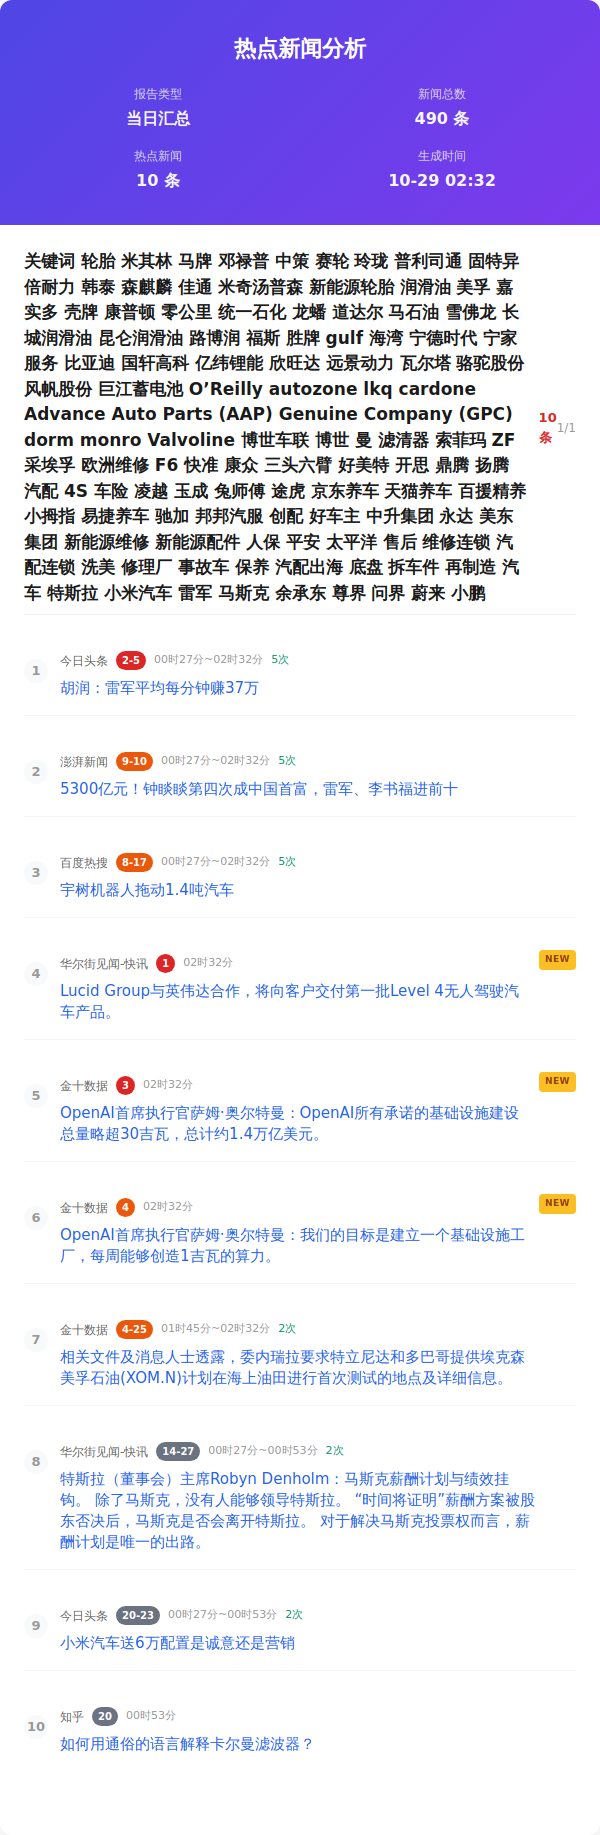 热点新闻分析
报告类型
当日汇总
新闻总数
490 条
热点新闻
10 条
生成时间
10-29 02:32
关键词 轮胎 米其林 马牌 邓禄普 中策 赛轮 玲珑 普利司通 固特异
倍耐力 韩泰 森麒麟 佳通 米奇汤普森 新能源轮胎 润滑油 美孚 嘉
实多 壳牌 康普顿 零公里 统一石化 龙蟠 道达尔 马石油 雪佛龙 长
城润滑油 昆仑润滑油 路博润 福斯 胜牌 gulf 海湾 宁德时代 宁家
服务 比亚迪 国轩高科 亿纬锂能 欣旺达 远景动力 瓦尔塔 骆驼股份
风帆股份 巨江蓄电池 O’Reilly autozone lkq cardone
Advance Auto Parts (AAP) Genuine Company (GPC)
dorm monro Valvoline 博世车联 博世 曼 滤清器 索菲玛 ZF
采埃孚 欧洲维修 F6 快准 康众 三头六臂 好美特 开思 鼎腾 扬腾
汽配 4S 车险 凌越 玉成 兔师傅 途虎 京东养车 天猫养车 百援精养
小拇指 易捷养车 驰加 邦邦汽服 创配 好车主 中升集团 永达 美东
集团 新能源维修 新能源配件 人保 平安 太平洋 售后 维修连锁 汽
配连锁 洗美 修理厂 事故车 保养 汽配出海 底盘 拆车件 再制造 汽
车 特斯拉 小米汽车 雷军 马斯克 余承东 尊界 问界 蔚来 小鹏
10
条
1/1
1
今日头条 2-5 00时27分~02时32分 5次
胡润：雷军平均每分钟赚37万
2
澎湃新闻 9-10 00时27分~02时32分 5次
5300亿元！钟睒睒第四次成中国首富，雷军、李书福进前十
3
百度热搜 8-17 00时27分~02时32分 5次
宇树机器人拖动1.4吨汽车
4
华尔街见闻-快讯 1 02时32分
NEW
Lucid Group与英伟达合作，将向客户交付第一批Level 4无人驾驶汽
车产品。
5
金十数据 3 02时32分
NEW
OpenAI首席执行官萨姆·奥尔特曼：OpenAI所有承诺的基础设施建设
总量略超30吉瓦，总计约1.4万亿美元。
6
金十数据 4 02时32分
NEW
OpenAI首席执行官萨姆·奥尔特曼：我们的目标是建立一个基础设施工
厂，每周能够创造1吉瓦的算力。
7
金十数据 4-25 01时45分~02时32分 2次
相关文件及消息人士透露，委内瑞拉要求特立尼达和多巴哥提供埃克森
美孚石油(XOM.N)计划在海上油田进行首次测试的地点及详细信息。
8
华尔街见闻-快讯 14-27 00时27分~00时53分 2次
特斯拉（董事会）主席Robyn Denholm：马斯克薪酬计划与绩效挂
钩。 除了马斯克，没有人能够领导特斯拉。 “时间将证明”薪酬方案被股
东否决后，马斯克是否会离开特斯拉。 对于解决马斯克投票权而言，薪
酬计划是唯一的出路。
9
今日头条 20-23 00时27分~00时53分 2次
小米汽车送6万配置是诚意还是营销
10
知乎 20 00时53分
如何用通俗的语言解释卡尔曼滤波器？